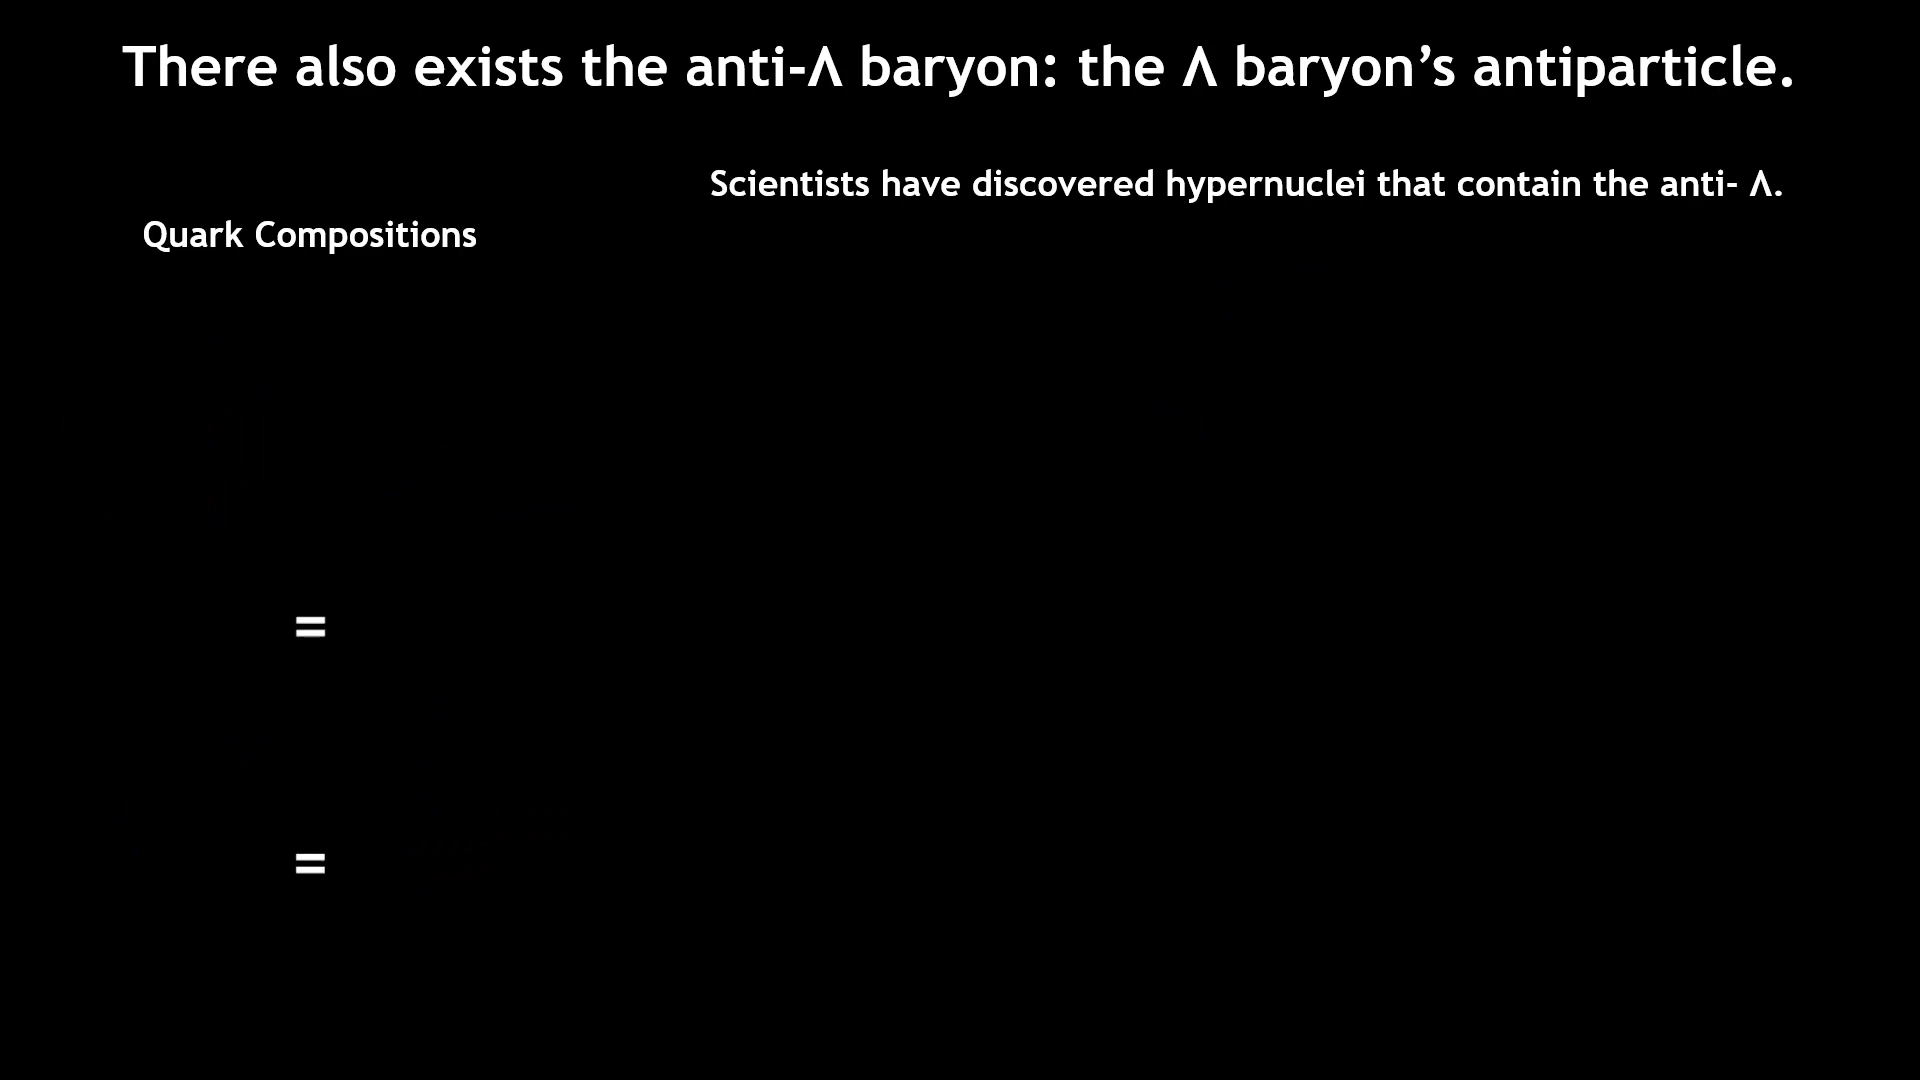 There also exists the anti-Λ baryon: the Λ baryon’s antiparticle.
Scientists have discovered hypernuclei that contain the anti- Λ.
Quark Compositions
=
=